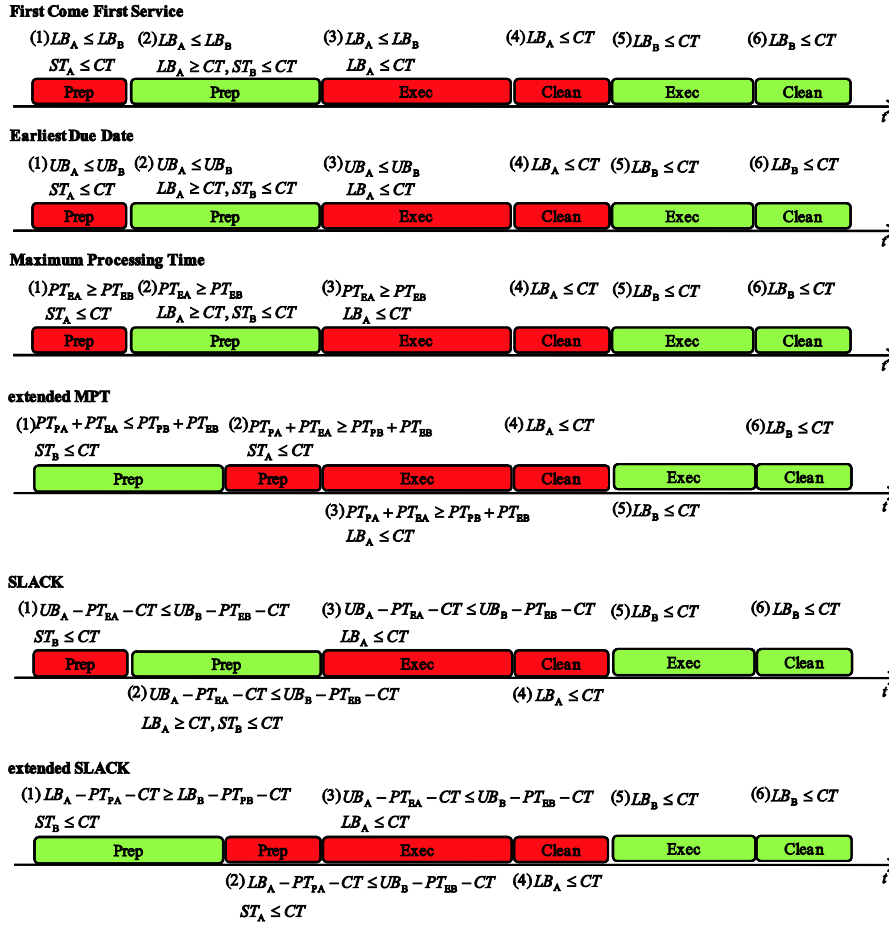 First Come First Service
(1) LB_A ≤ LB_B (2) LB_A ≤ LB_B (3) LB_A ≤ LB_B (4) LB_A ≤ CT (5) LB_B ≤ CT (6) LB_B ≤ CT
ST_A ≤ CT LB_A ≥ CT, ST_B ≤ CT LB_A ≤ CT
Prep Prep Exec Clean Exec Clean
t
Earliest Due Date
(1) UB_A ≤ UB_B (2) UB_A ≤ UB_B (3) UB_A ≤ UB_B (4) LB_A ≤ CT (5) LB_B ≤ CT (6) LB_B ≤ CT
ST_A ≤ CT LB_A ≥ CT, ST_B ≤ CT LB_A ≤ CT
Prep Prep Exec Clean Exec Clean
t
Maximum Processing Time
(1) PT_EA ≥ PT_EB (2) PT_EA ≥ PT_EB (3) PT_EA ≥ PT_EB (4) LB_A ≤ CT (5) LB_B ≤ CT (6) LB_B ≤ CT
ST_A ≤ CT LB_A ≥ CT, ST_B ≤ CT LB_A ≤ CT
Prep Prep Exec Clean Exec Clean
t
extended MPT
(1) PT_PA + PT_EA ≤ PT_PB + PT_EB (2) PT_PA + PT_EA ≥ PT_PB + PT_EB (4) LB_A ≤ CT (6) LB_B ≤ CT
ST_B ≤ CT ST_A ≤ CT
Prep Prep Exec Clean Exec Clean
t
(3) PT_PA + PT_EA ≥ PT_PB + PT_EB (5) LB_B ≤ CT
LB_A ≤ CT
SLACK
(1) UB_A − PT_EA − CT ≤ UB_B − PT_EB − CT (3) UB_A − PT_EA − CT ≤ UB_B − PT_EB − CT (5) LB_B ≤ CT (6) LB_B ≤ CT
ST_B ≤ CT LB_A ≤ CT
Prep Prep Exec Clean Exec Clean
t
(2) UB_A − PT_EA − CT ≤ UB_B − PT_EB − CT (4) LB_A ≤ CT
LB_A ≥ CT, ST_B ≤ CT
extended SLACK
(1) LB_A − PT_PA − CT ≥ LB_B − PT_PB − CT (3) UB_A − PT_EA − CT ≤ UB_B − PT_EB − CT (5) LB_B ≤ CT (6) LB_B ≤ CT
ST_B ≤ CT LB_A ≤ CT
Prep Prep Exec Clean Exec Clean
t
(2) LB_A − PT_PA − CT ≤ UB_B − PT_EB − CT (4) LB_A ≤ CT
ST_A ≤ CT